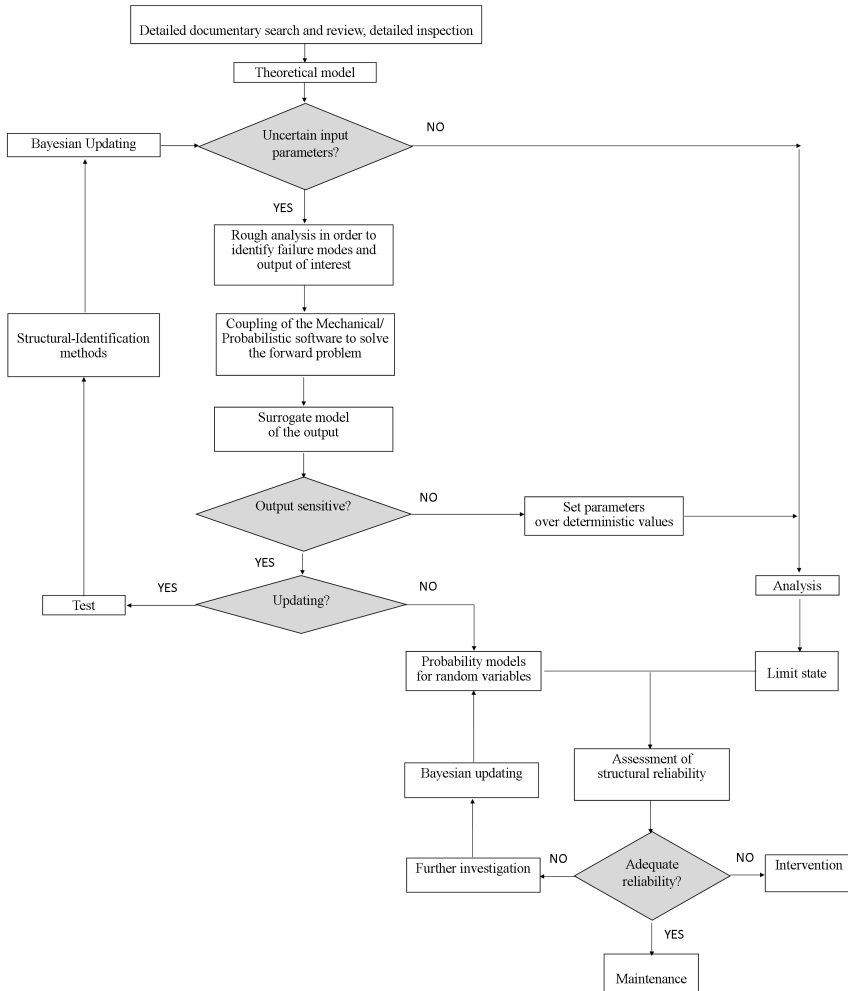 Detailed documentary search and review, detailed inspection
Theoretical model
Uncertain input
parameters?
NO
Bayesian Updating
YES
Rough analysis in order to
identify failure modes and
output of interest
Structural-Identification
methods
Coupling of the Mechanical/
Probabilistic software to solve
the forward problem
Surrogate model
of the output
Output sensitive?
NO
Set parameters
over deterministic values
YES
Updating?
YES
NO
Test
Analysis
Probability models
for random variables
Limit state
Bayesian updating
Assessment of
structural reliability
Further investigation
NO
Adequate
reliability?
NO
Intervention
YES
Maintenance